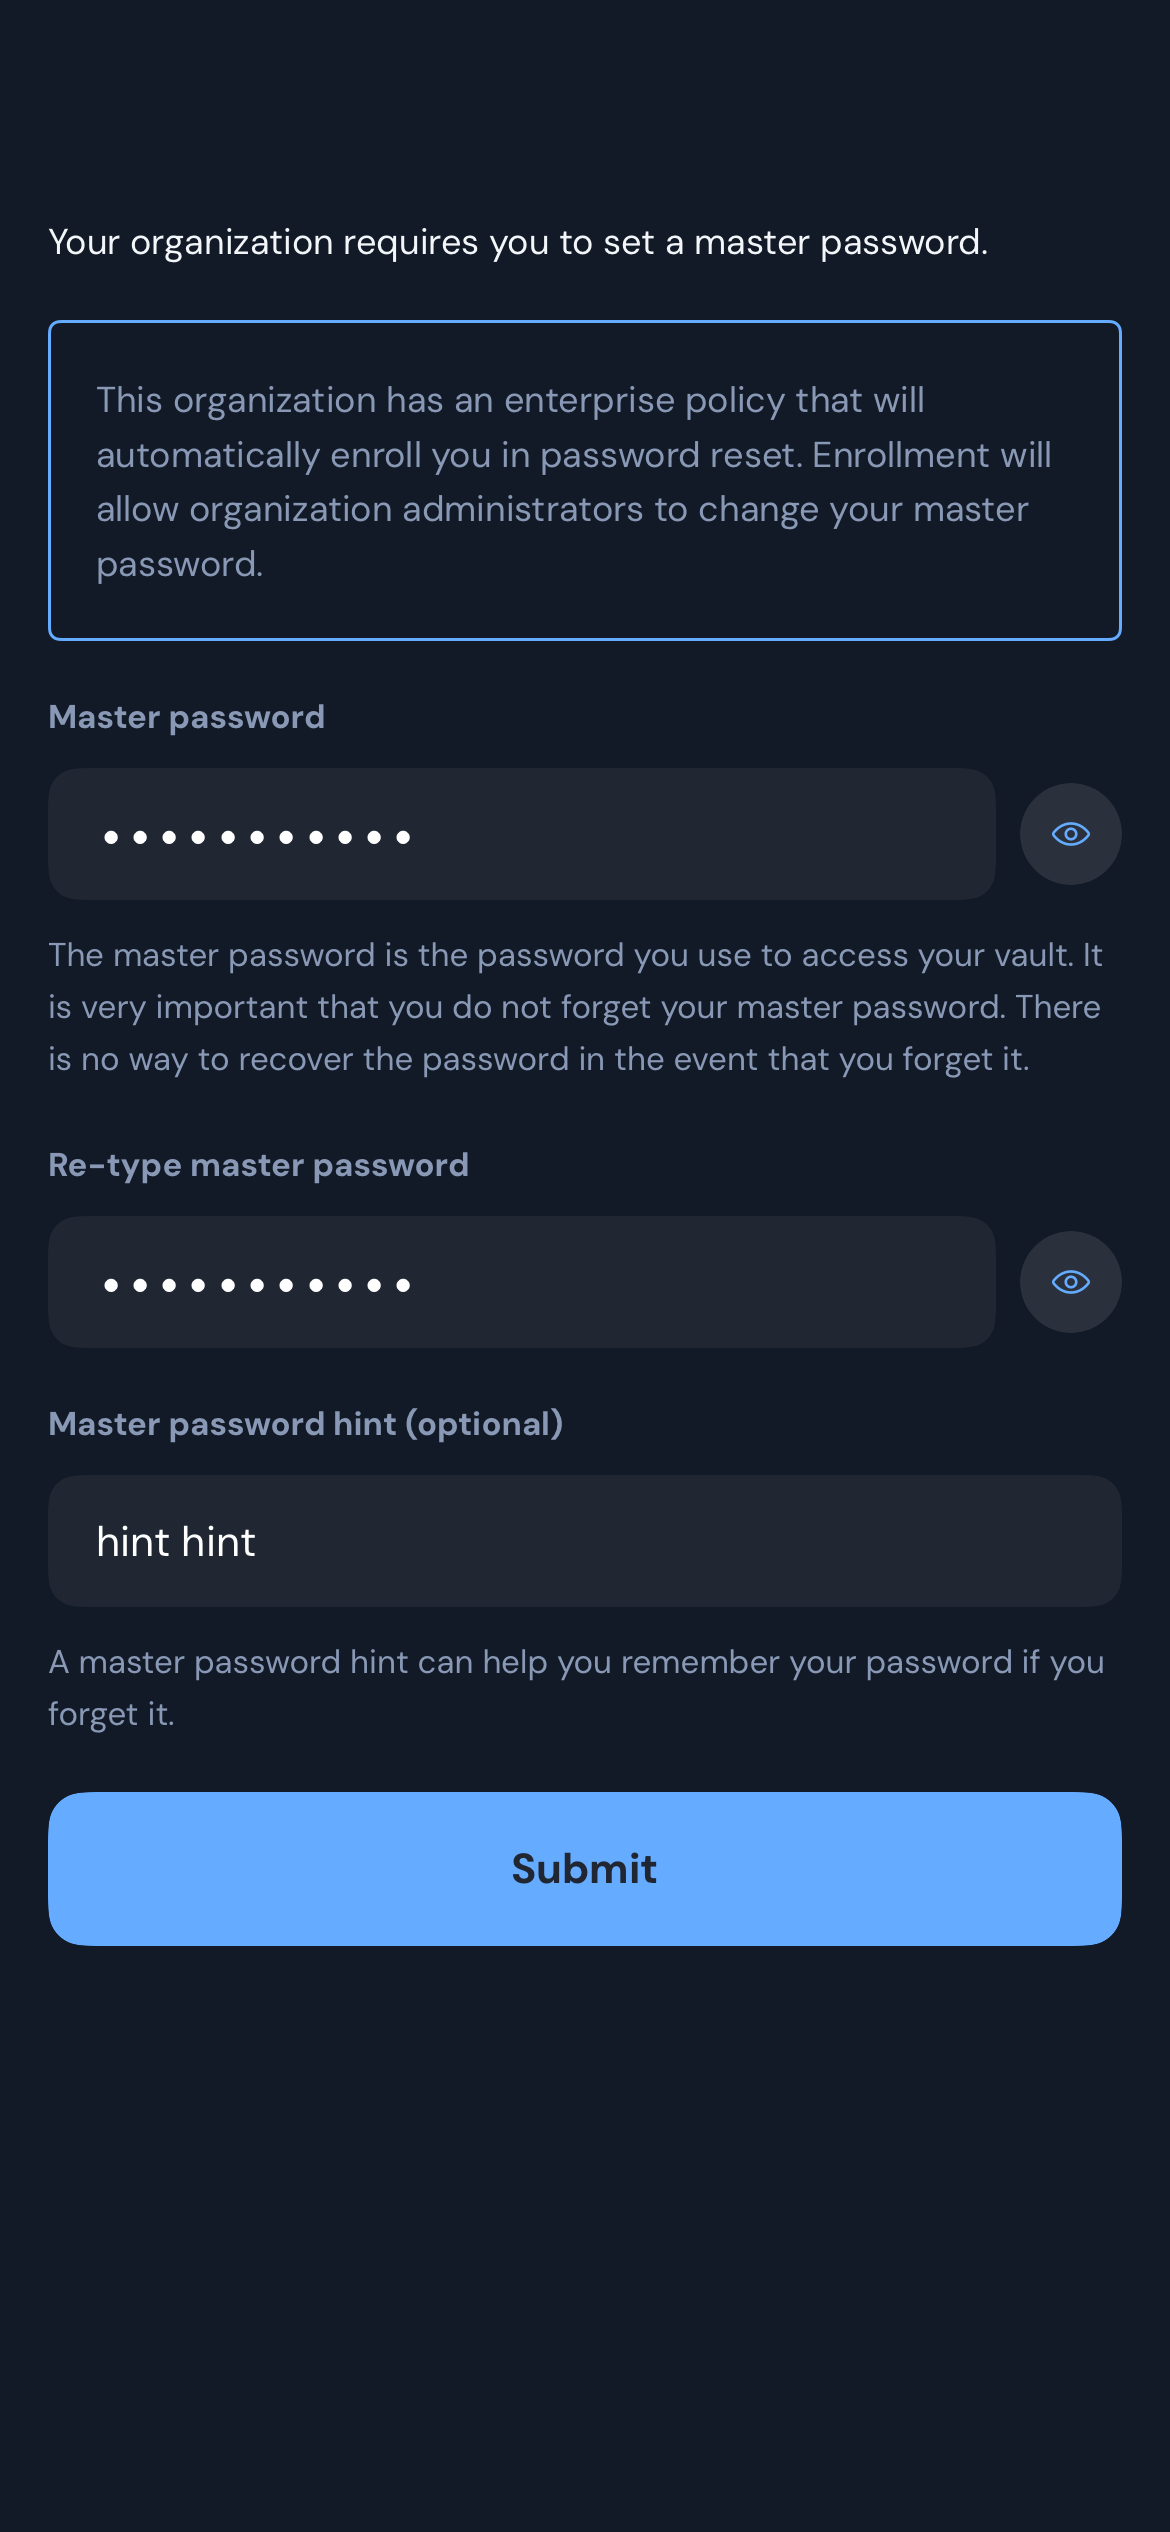 Your organization requires you to set a master password.
This organization has an enterprise policy that will
automatically enroll you in password reset. Enrollment will
allow organization administrators to change your master
password.
Master password
•••••••••••
The master password is the password you use to access your vault. It
is very important that you do not forget your master password. There
is no way to recover the password in the event that you forget it.
Re-type master password
•••••••••••
Master password hint (optional)
hint hint
A master password hint can help you remember your password if you
forget it.
Submit